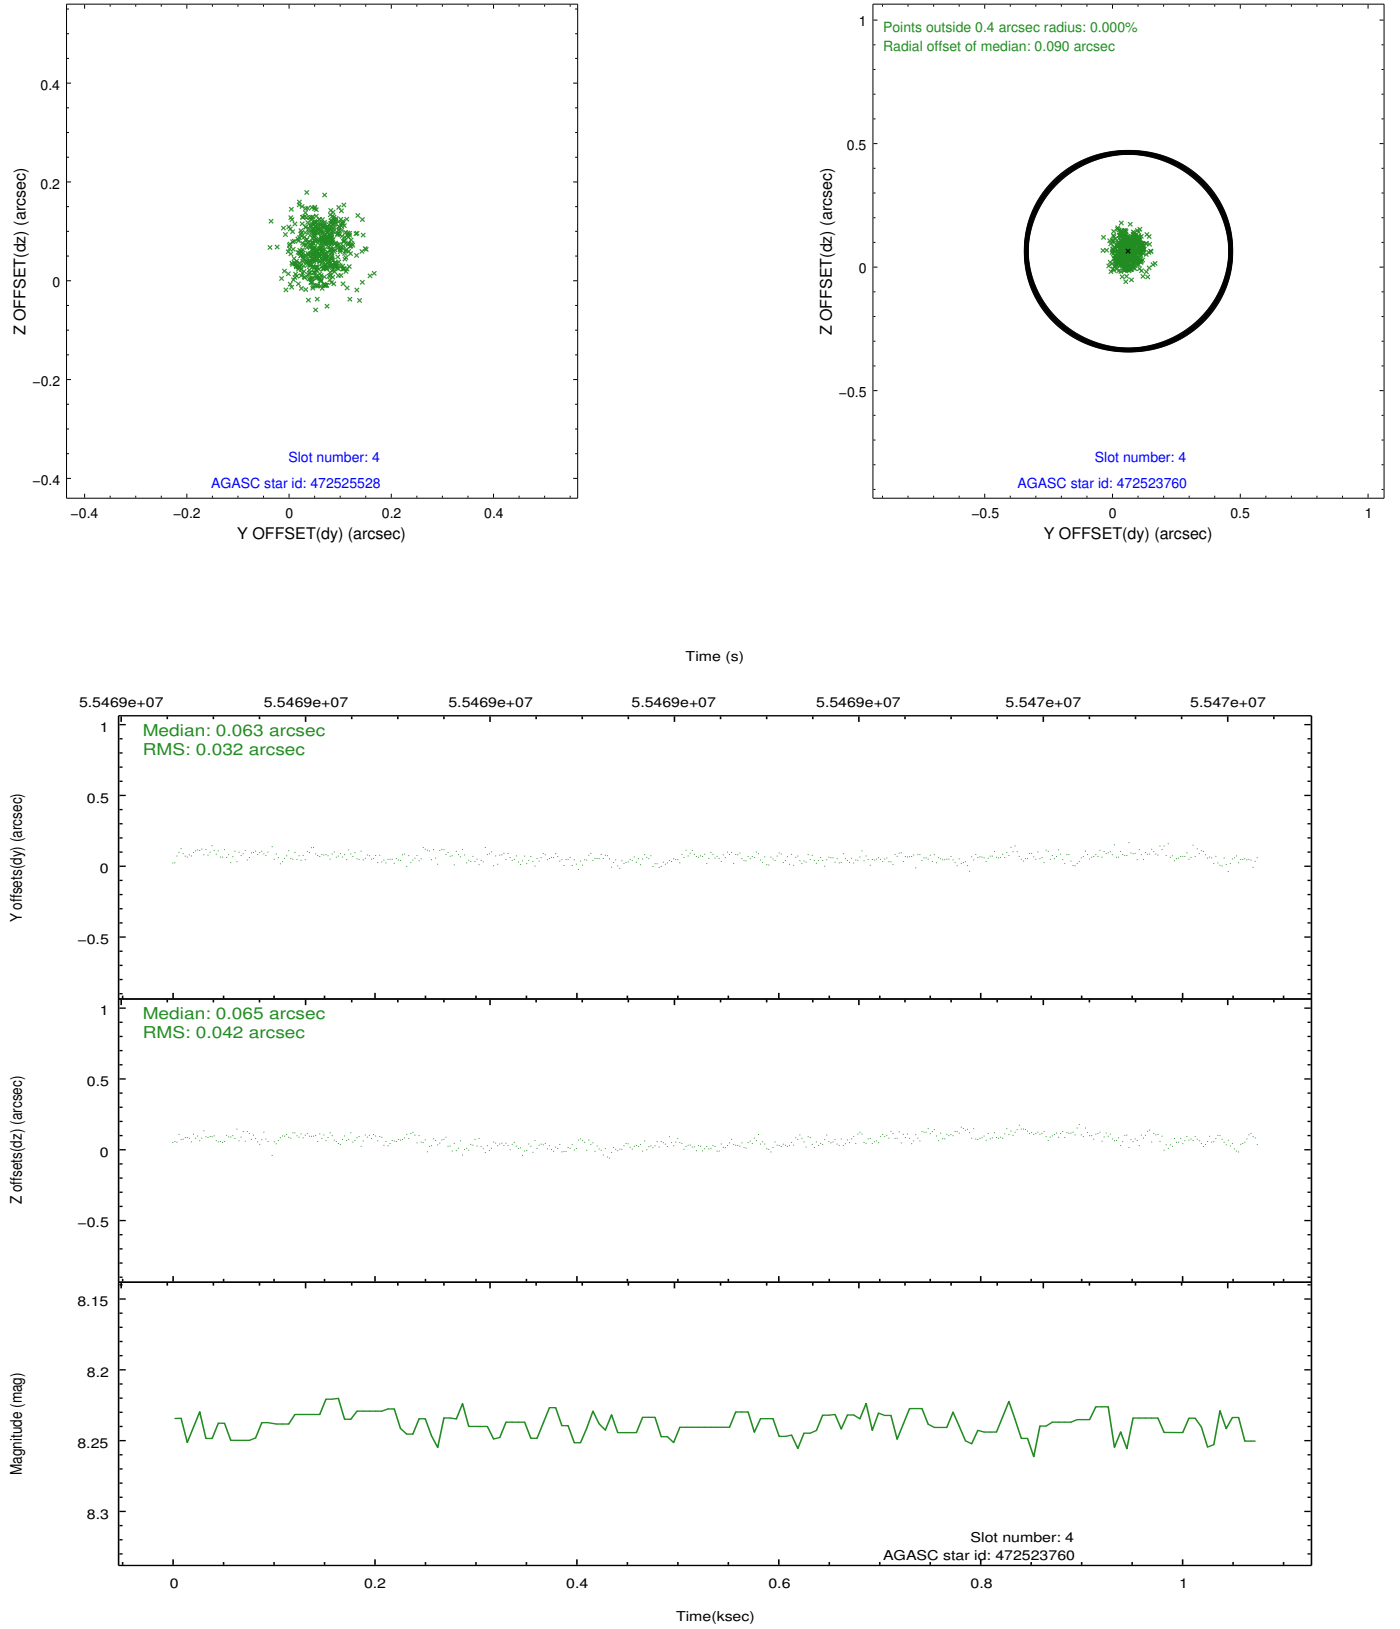 0.4
0.2
0
−0.2
−0.4
Z OFFSET(dz) (arcsec)
Slot number: 4
AGASC star id: 472525528
−0.4
−0.2
0
0.2
0.4
Y OFFSET(dy) (arcsec)
Points outside 0.4 arcsec radius: 0.000%
Radial offset of median: 0.090 arcsec
1
0.5
0
−0.5
Z OFFSET(dz) (arcsec)
Slot number: 4
AGASC star id: 472523760
−0.5
0
0.5
1
Y OFFSET(dy) (arcsec)
Time (s)
5.5469e+07
5.5469e+07
5.5469e+07
5.5469e+07
5.5469e+07
5.547e+07
5.547e+07
Median: 0.063 arcsec
RMS: 0.032 arcsec
1
0.5
0
−0.5
Y offsets(dy) (arcsec)
Median: 0.065 arcsec
RMS: 0.042 arcsec
1
0.5
0
−0.5
Z offsets(dz) (arcsec)
8.15
8.2
8.25
8.3
Magnitude (mag)
Slot number: 4
AGASC star id: 472523760
0
0.2
0.4
0.6
0.8
1
Time(ksec)